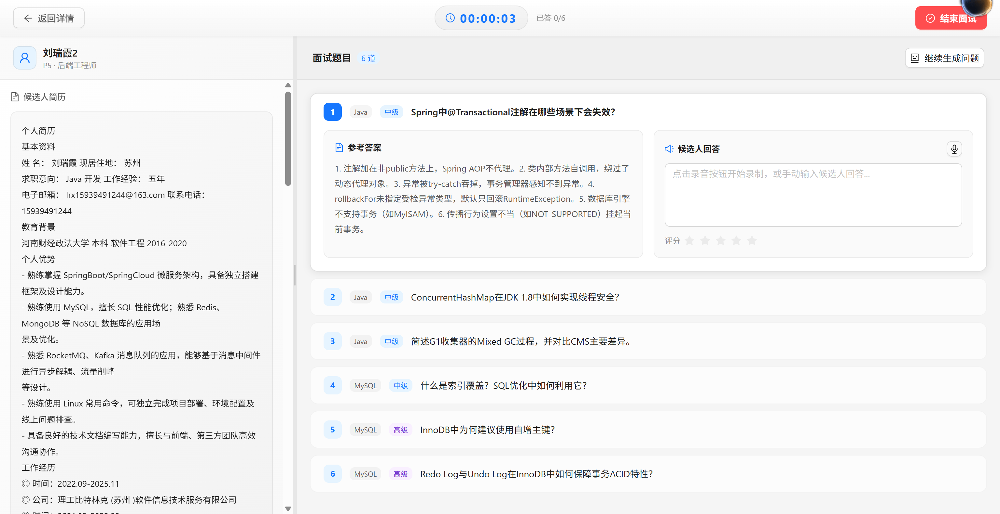 返回详情
00:00:03
已答 0/6
结束面试
刘瑞霞2
P5 · 后端工程师
候选人简历
个人简历
基本资料
姓 名： 刘瑞霞 现居住地： 苏州
求职意向： Java 开发 工作经验： 五年
电子邮箱： lrx15939491244@163.com 联系电话：
15939491244
教育背景
河南财经政法大学 本科 软件工程 2016-2020
个人优势
- 熟练掌握 SpringBoot/SpringCloud 微服务架构，具备独立搭建
框架及设计能力。
- 熟练使用 MySQL，擅长 SQL 性能优化；熟悉 Redis、
MongoDB 等 NoSQL 数据库的应用场
景及优化。
- 熟悉 RocketMQ、Kafka 消息队列的应用，能够基于消息中间件
进行异步解耦、流量削峰
等设计。
- 熟练使用 Linux 常用命令，可独立完成项目部署、环境配置及
线上问题排查。
- 具备良好的技术文档编写能力，擅长与前端、第三方团队高效
沟通协作。
工作经历
◎ 时间：2022.09-2025.11
◎ 公司：理工比特林克 (苏州 )软件信息技术服务有限公司
面试题目
6 道
继续生成问题
1 Java 中级 Spring中@Transactional注解在哪些场景下会失效？
参考答案
1. 注解加在非public方法上，Spring AOP不代理。2. 类内部方法自调用，绕过了
动态代理对象。3. 异常被try-catch吞掉，事务管理器感知不到异常。4.
rollbackFor未指定受检异常类型，默认只回滚RuntimeException。5. 数据库引擎
不支持事务（如MyISAM）。6. 传播行为设置不当（如NOT_SUPPORTED）挂起当
前事务。
候选人回答
点击录音按钮开始录制，或手动输入候选人回答...
评分
2 Java 中级 ConcurrentHashMap在JDK 1.8中如何实现线程安全？
3 Java 中级 简述G1收集器的Mixed GC过程，并对比CMS主要差异。
4 MySQL 中级 什么是索引覆盖？SQL优化中如何利用它？
5 MySQL 高级 InnoDB中为何建议使用自增主键？
6 MySQL 高级 Redo Log与Undo Log在InnoDB中如何保障事务ACID特性？